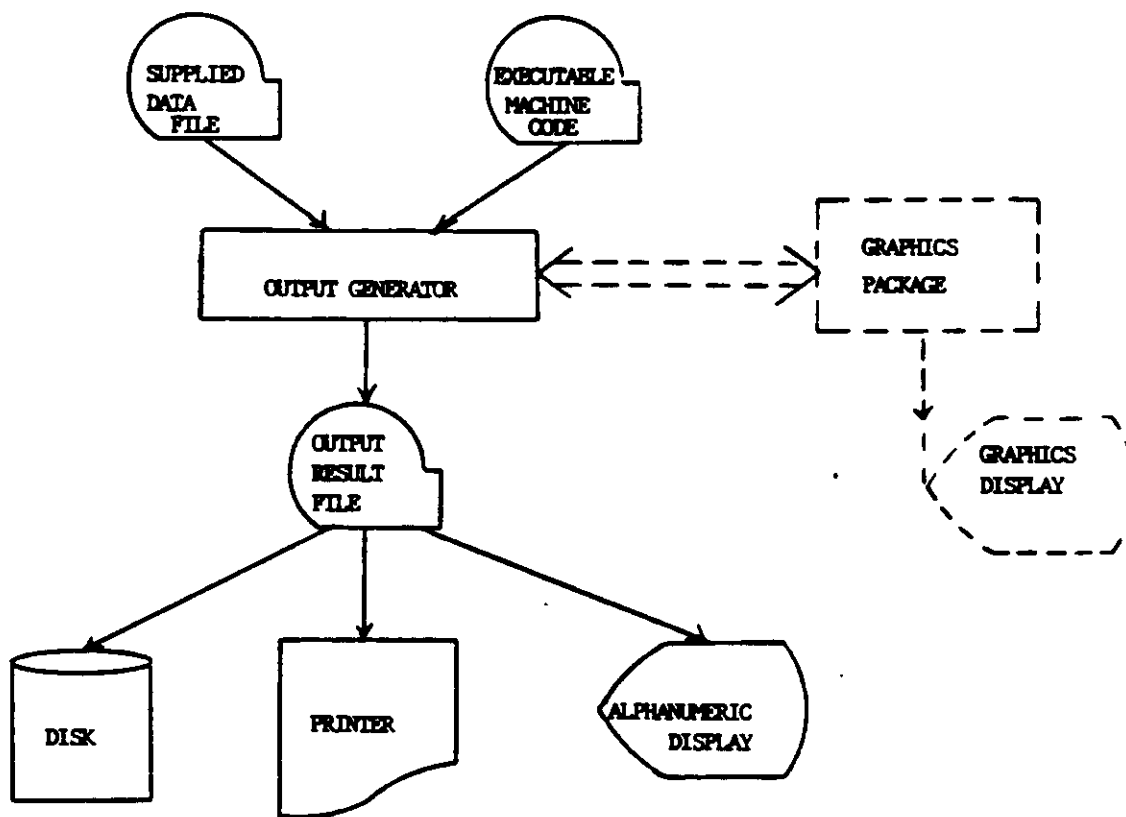 SUPPLIED
DATA
FILE
EXECUTABLE
MACHINE
CODE
OUTPUT GENERATOR
GRAPHICS
PACKAGE
OUTPUT
RESULT
FILE
GRAPHICS
DISPLAY
DISK
PRINTER
ALPHANUMERIC
DISPLAY